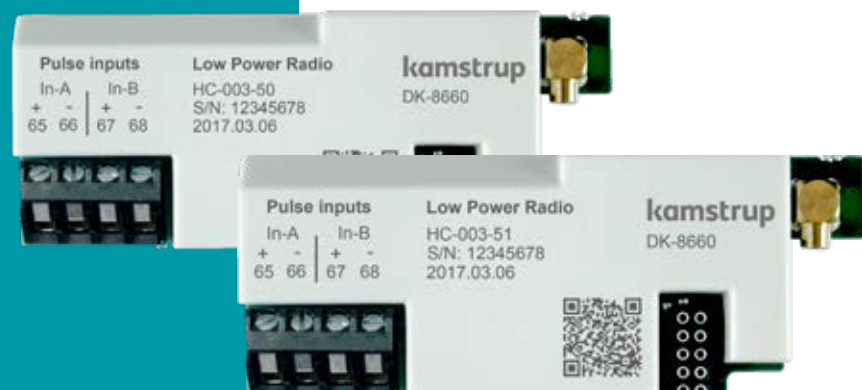 Pulse inputs
In-A In-B
+ - + -
65 66 67 68
Low Power Radio
HC-003-50
S/N: 12345678
2017.03.06
kamstrup
DK-8660
Pulse inputs
In-A In-B
+ - + -
65 66 67 68
Low Power Radio
HC-003-51
S/N: 12345678
2017.03.06
kamstrup
DK-8660